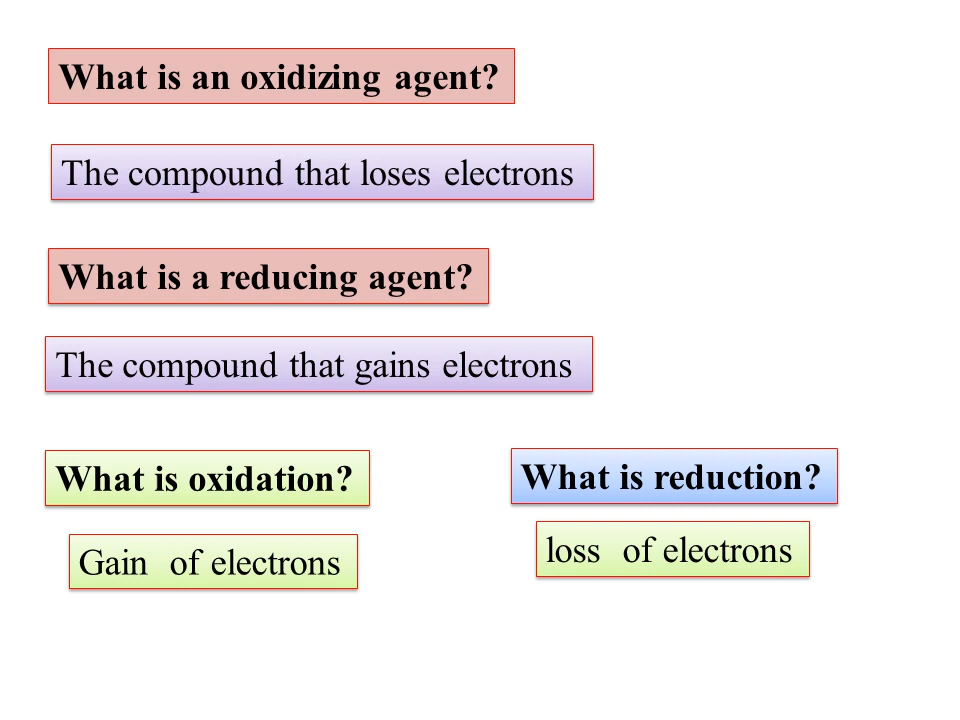 What is an oxidizing agent?
The compound that loses electrons
What is a reducing agent?
The compound that gains electrons
What is oxidation?
Gain of electrons
What is reduction?
loss of electrons